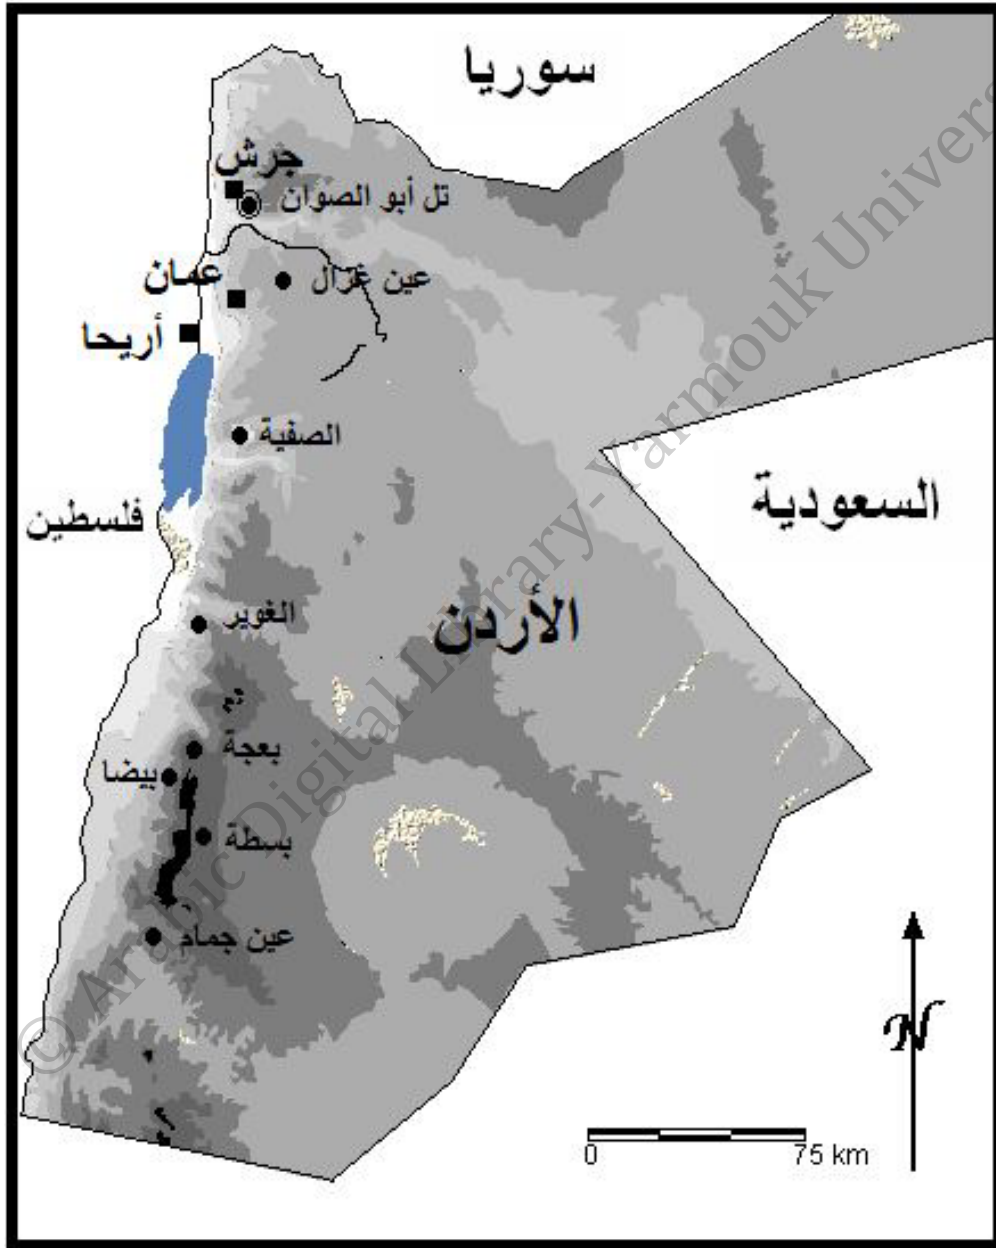 سوريا
جرش
تل أبو الصوان
عين غزال
عمان
أريحا
الصفية
السعودية
فلسطين
الأردن
الغوير
بعجة
بيضا
بسطة
عين جمام
N
0 75 km
© Arabic Digital Library-Yarmouk Univers